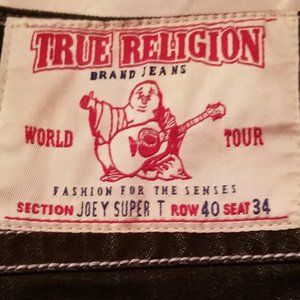 TRUE RELIGION
BRAND JEANS
WORLD TOUR
FASHION FOR THE SENSES
SECTION JOEY SUPER T ROW 40 SEAT 34